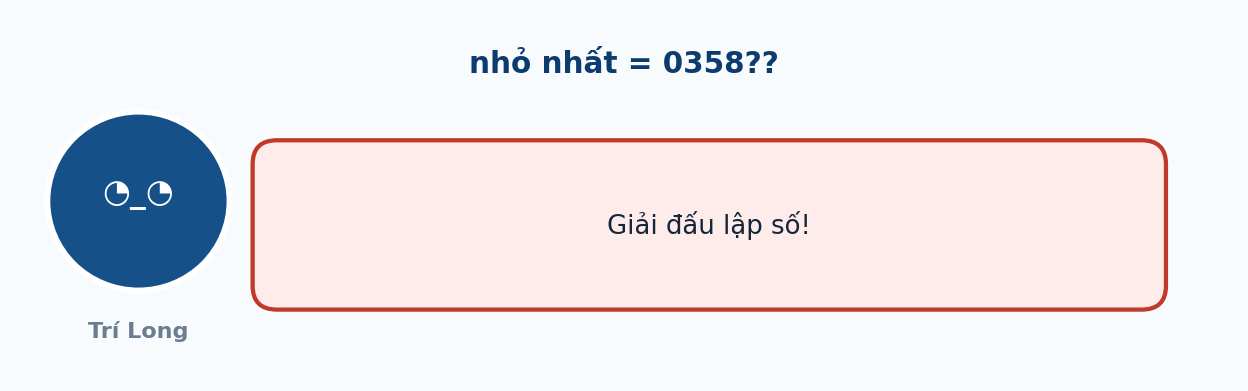 nhỏ nhất = 0358??
◔_◔
Giải đấu lập số!
Trí Long